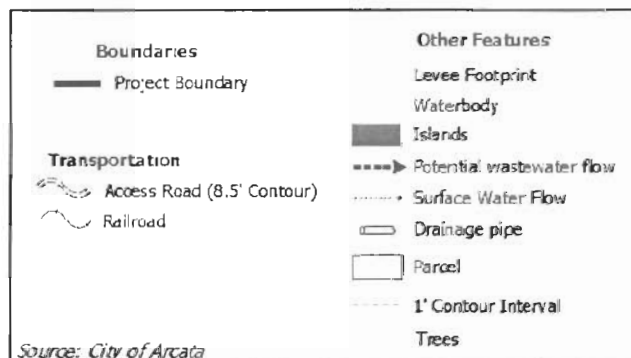 Boundaries
Project Boundary
Transportation
Access Road (8.5' Contour)
Railroad
Source: City of Arcata
Other Features
Levee Footprint
Waterbody
Islands
Potential wastewater flow
Surface Water Flow
Drainage pipe
Parcel
1' Contour Interval
Trees